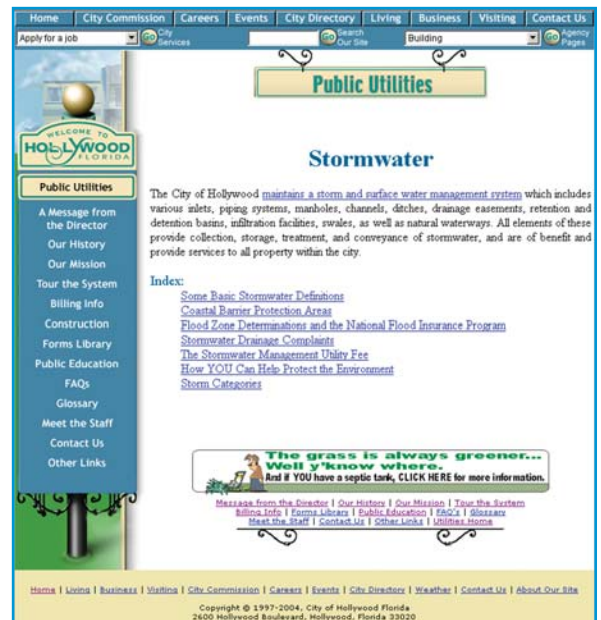 Home City Commission Careers Events City Directory Living Business Visiting Contact Us
Apply for a job Go City Services Go Search Our Site Building Go Agency Pages
Public Utilities
WELCOME TO
HOLLYWOOD
FLORIDA
Public Utilities
A Message from
the Director
Our History
Our Mission
Tour the System
Billing Info
Construction
Forms Library
Public Education
FAQs
Glossary
Meet the Staff
Contact Us
Other Links
Stormwater
The City of Hollywood maintains a storm and surface water management system which includes
various inlets, piping systems, manholes, channels, ditches, drainage easements, retention and
detention basins, infiltration facilities, swales, as well as natural waterways. All elements of these
provide collection, storage, treatment, and conveyance of stormwater, and are of benefit and
provide services to all property within the city.
Index:
Some Basic Stormwater Definitions
Coastal Barrier Protection Areas
Flood Zone Determinations and the National Flood Insurance Program
Stormwater Drainage Complaints
The Stormwater Management Utility Fee
How YOU Can Help Protect the Environment
Storm Categories
The grass is always greener...
Well y'know where.
And if YOU have a septic tank, CLICK HERE for more information.
Message from the Director | Our History | Our Mission | Tour the System
Billing Info | Forms Library | Public Education | FAQ's | Glossary
Meet the Staff | Contact Us | Other Links | Utilities Home
Home | Living | Business | Visiting | City Commission | Careers | Events | City Directory | Weather | Contact Us | About Our Site
Copyright © 1997-2004, City of Hollywood Florida
2600 Hollywood Boulevard, Hollywood, Florida 33020